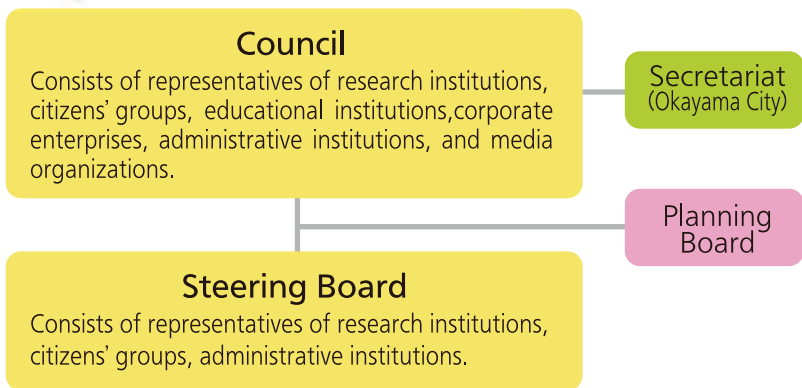 Council
Consists of representatives of research institutions,
citizens’ groups, educational institutions,corporate
enterprises, administrative institutions, and media
organizations.
Secretariat
(Okayama City)
Planning
Board
Steering Board
Consists of representatives of research institutions,
citizens’ groups, administrative institutions.